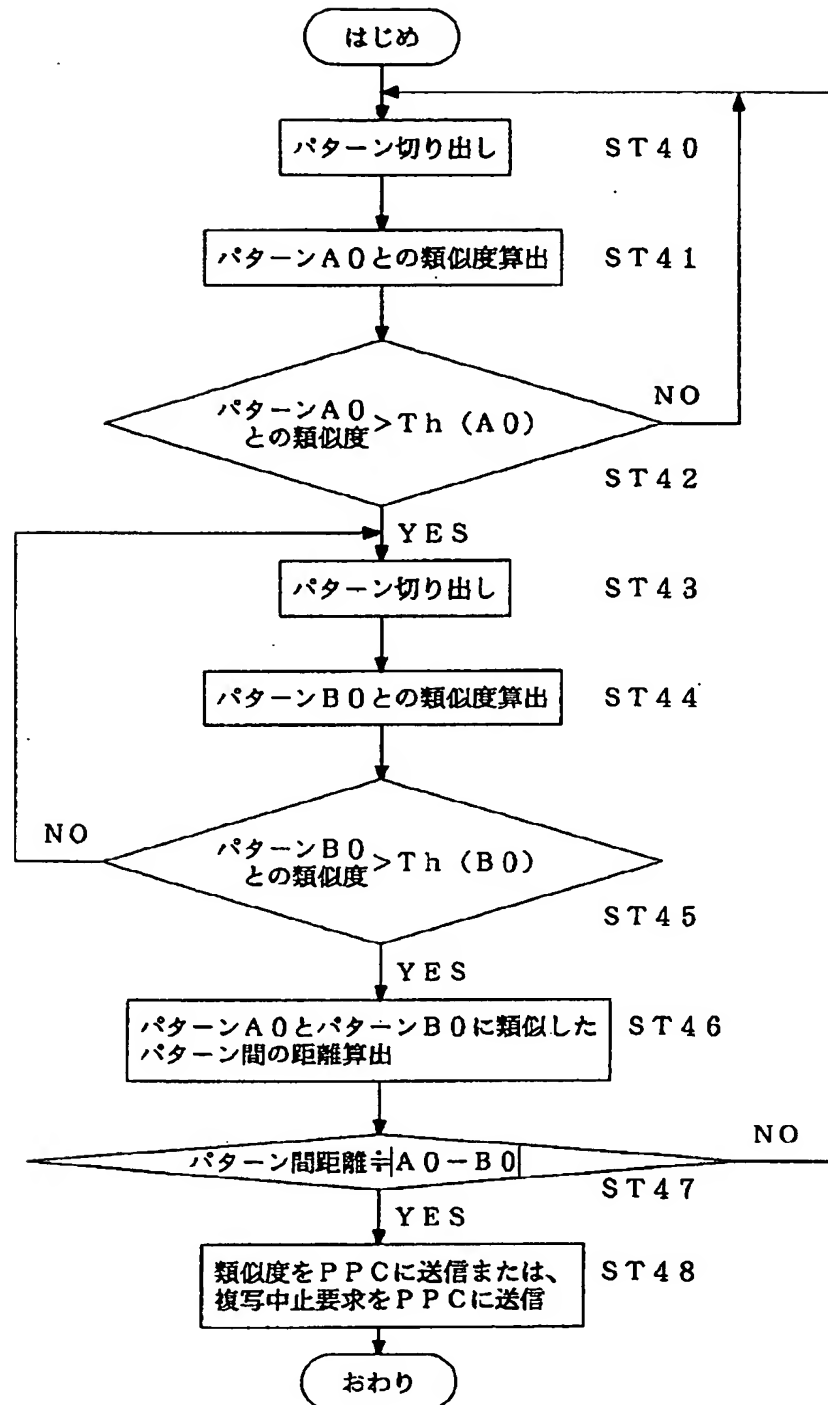 はじめ
パターン切り出し
ST40
パターンA0との類似度算出
ST41
パターンA0
との類似度>Th(A0)
NO
ST42
YES
パターン切り出し
ST43
パターンB0との類似度算出
ST44
NO
パターンB0
との類似度>Th(B0)
ST45
YES
パターンA0とパターンB0に類似した
パターン間の距離算出
ST46
NO
パターン間距離≒|A0-B0|
ST47
YES
類似度をPPCに送信または、
複写中止要求をPPCに送信
ST48
おわり